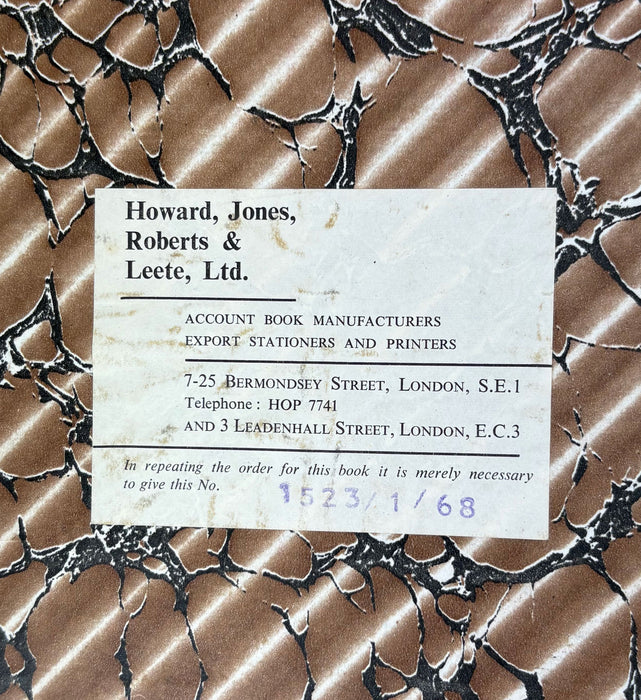 Howard, Jones,
Roberts &
Leete, Ltd.
ACCOUNT BOOK MANUFACTURERS
EXPORT STATIONERS AND PRINTERS
7-25 BERMONDSEY STREET, LONDON, S.E.1
Telephone: HOP 7741
AND 3 LEADENHALL STREET, LONDON, E.C.3
In repeating the order for this book it is merely necessary
to give this No. 1523/1/68